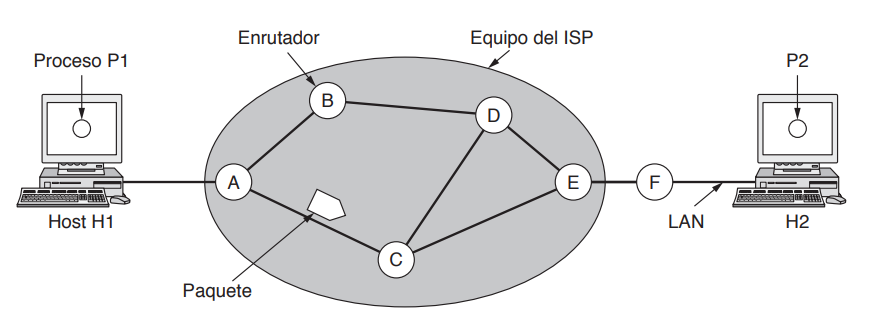 Enrutador
Equipo del ISP
Proceso P1
P2
B
D
A
E
F
C
Host H1
LAN
H2
Paquete